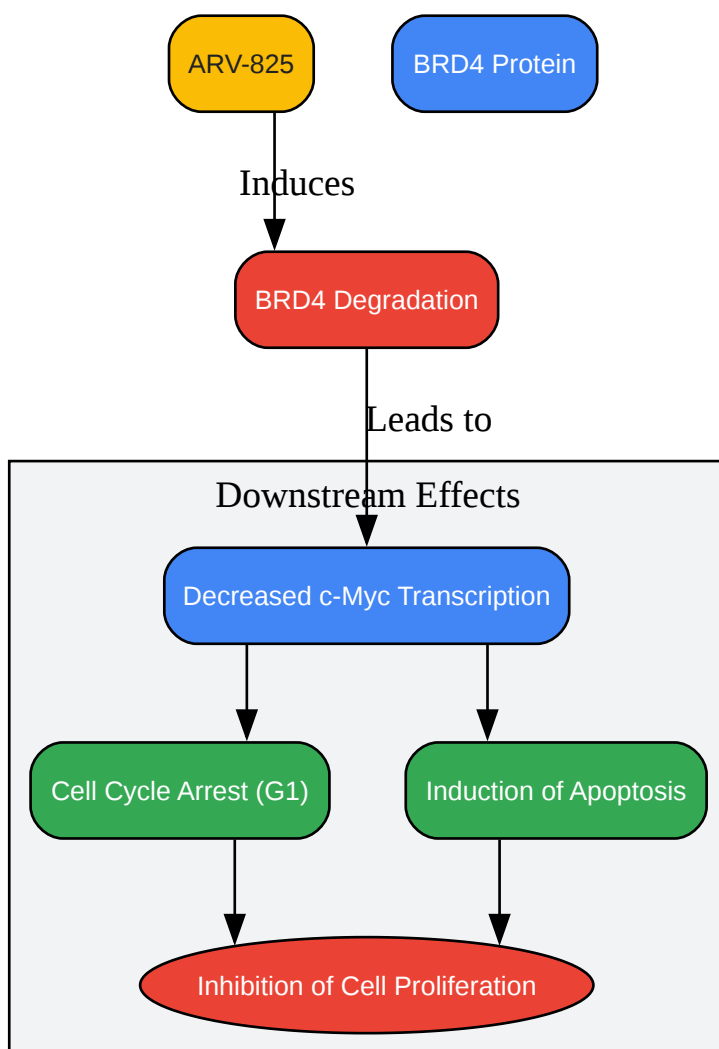 ARV-825
BRD4 Protein
Induces
BRD4 Degradation
Leads to
Downstream Effects
Decreased c-Myc Transcription
Cell Cycle Arrest (G1)
Induction of Apoptosis
Inhibition of Cell Proliferation